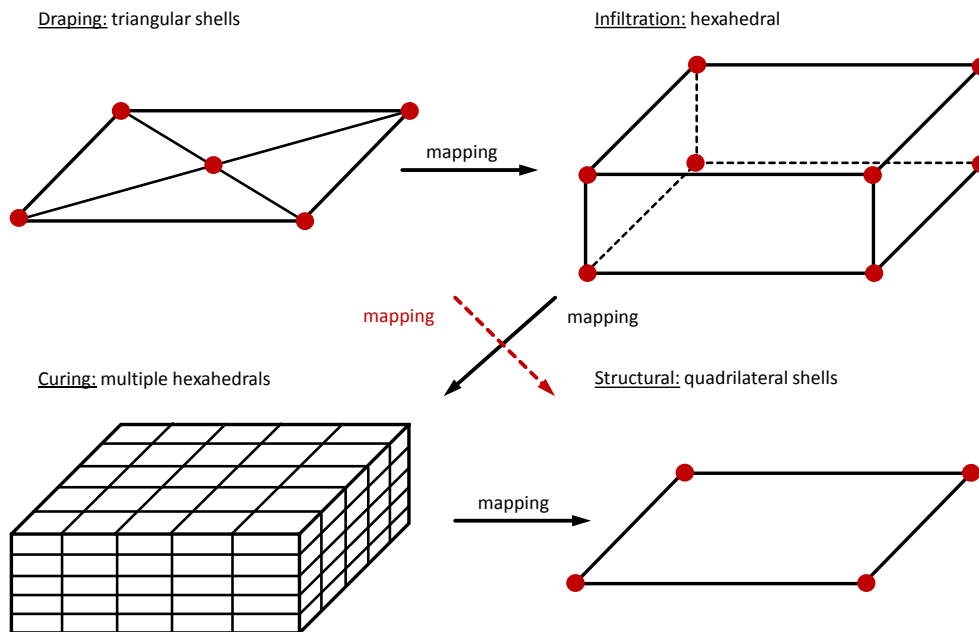 Draping: triangular shells
Infiltration: hexahedral
mapping
mapping
mapping
Curing: multiple hexahedrals
Structural: quadrilateral shells
mapping